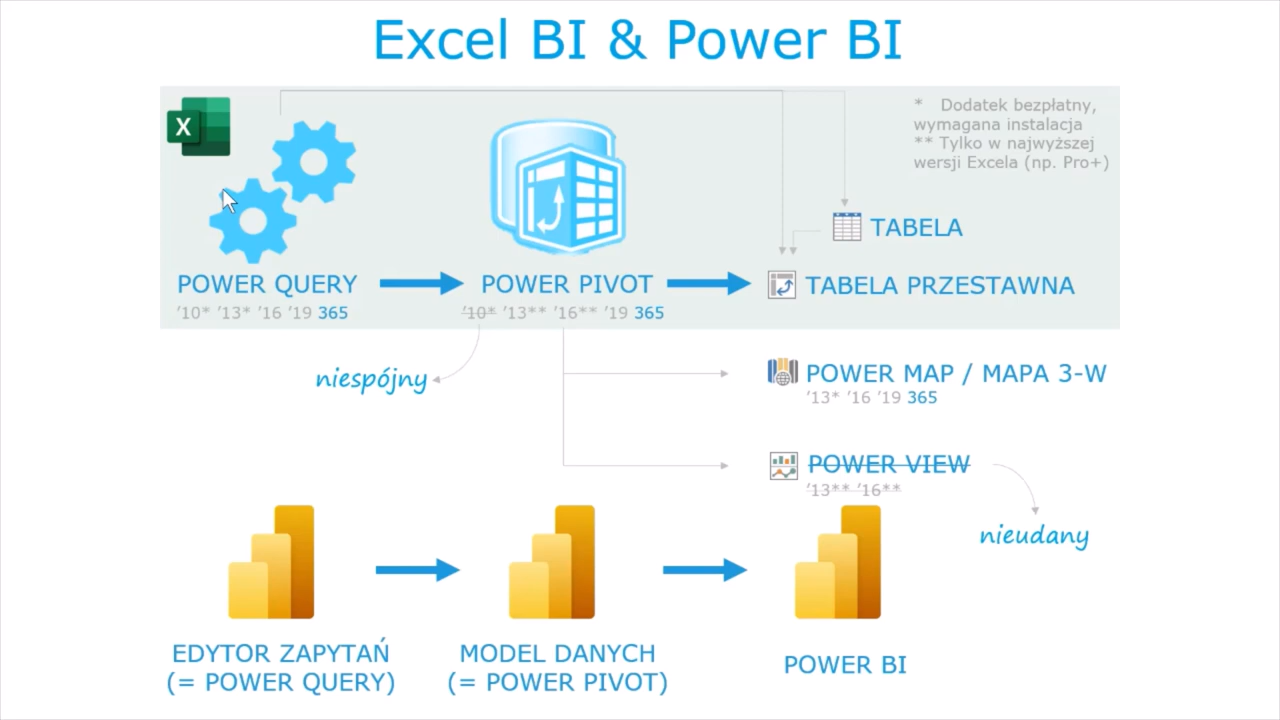 Excel BI & Power BI
X
* Dodatek bezpłatny,
wymagana instalacja
** Tylko w najwyższej
wersji Excela (np. Pro+)
TABELA
POWER QUERY
POWER PIVOT
TABELA PRZESTAWNA
’10* ’13* ’16 ’19 365
’10* ’13** ’16** ’19 365
niespójny
POWER MAP / MAPA 3-W
’13* ’16 ’19 365
POWER VIEW
’13** ’16**
nieudany
EDYTOR ZAPYTAŃ
(= POWER QUERY)
MODEL DANYCH
(= POWER PIVOT)
POWER BI